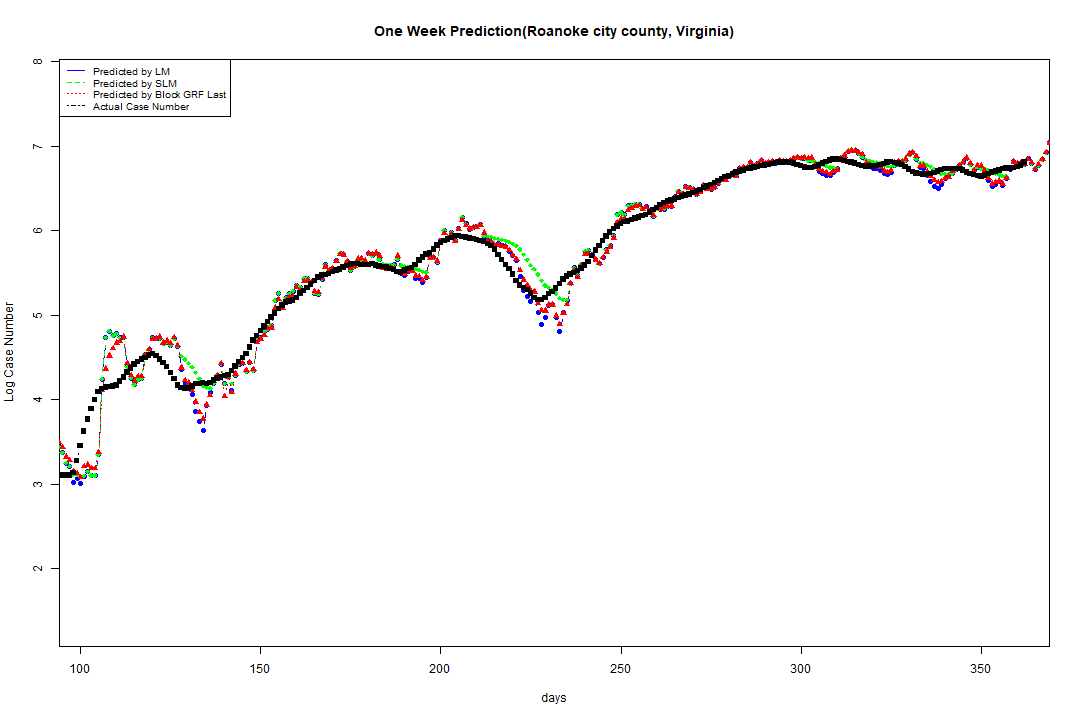 One Week Prediction(Roanoke city county, Virginia)
Predicted by LM
Predicted by SLM
Predicted by Block GRF Last
Actual Case Number
8
7
6
5
4
3
2
Log Case Number
100 150 200 250 300 350
days